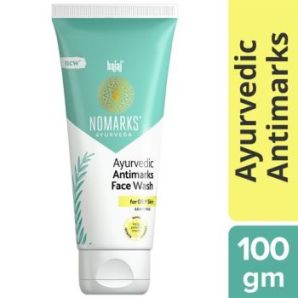 new
bajaj
NOMARKS
AYURVEDA
Ayurvedic
Antimarks
Face Wash
for Oily Skin
Ayurvedic
Antimarks
100
gm